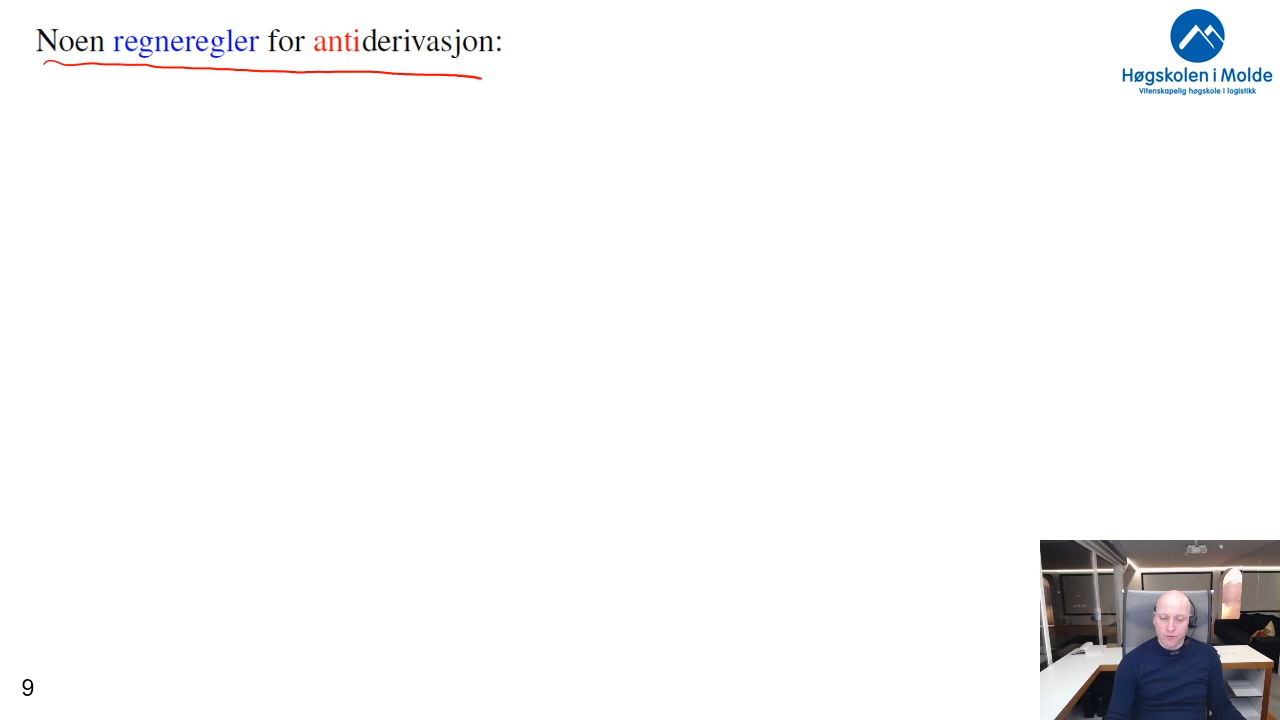 Noen regneregler for antiderivasjon:
Høgskolen i Molde
Vitenskapelig høgskole i logistikk
9